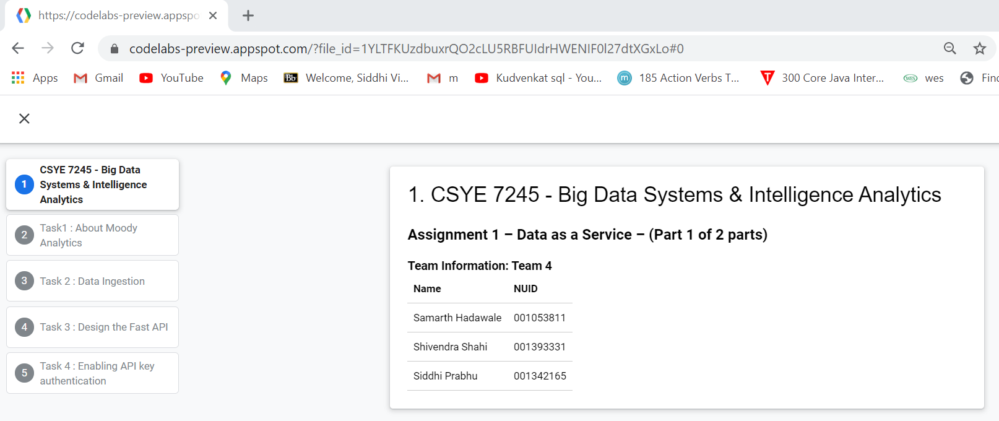 https://codelabs-preview.appspo
codelabs-preview.appspot.com/?file_id=1YLTFKUzdbuxrQO2cLU5RBFUIdrHWENIF0l27dtXGxLo#0
Apps Gmail YouTube Maps Bb Welcome, Siddhi Vi... m Kudvenkat sql - You... m 185 Action Verbs T... T 300 Core Java Inter... WES wes Find
1 CSYE 7245 - Big Data
Systems & Intelligence
Analytics
2 Task1 : About Moody
Analytics
3 Task 2 : Data Ingestion
4 Task 3 : Design the Fast API
5 Task 4 : Enabling API key
authentication
1. CSYE 7245 - Big Data Systems & Intelligence Analytics
Assignment 1 – Data as a Service – (Part 1 of 2 parts)
Team Information: Team 4
Name NUID
Samarth Hadawale 001053811
Shivendra Shahi 001393331
Siddhi Prabhu 001342165